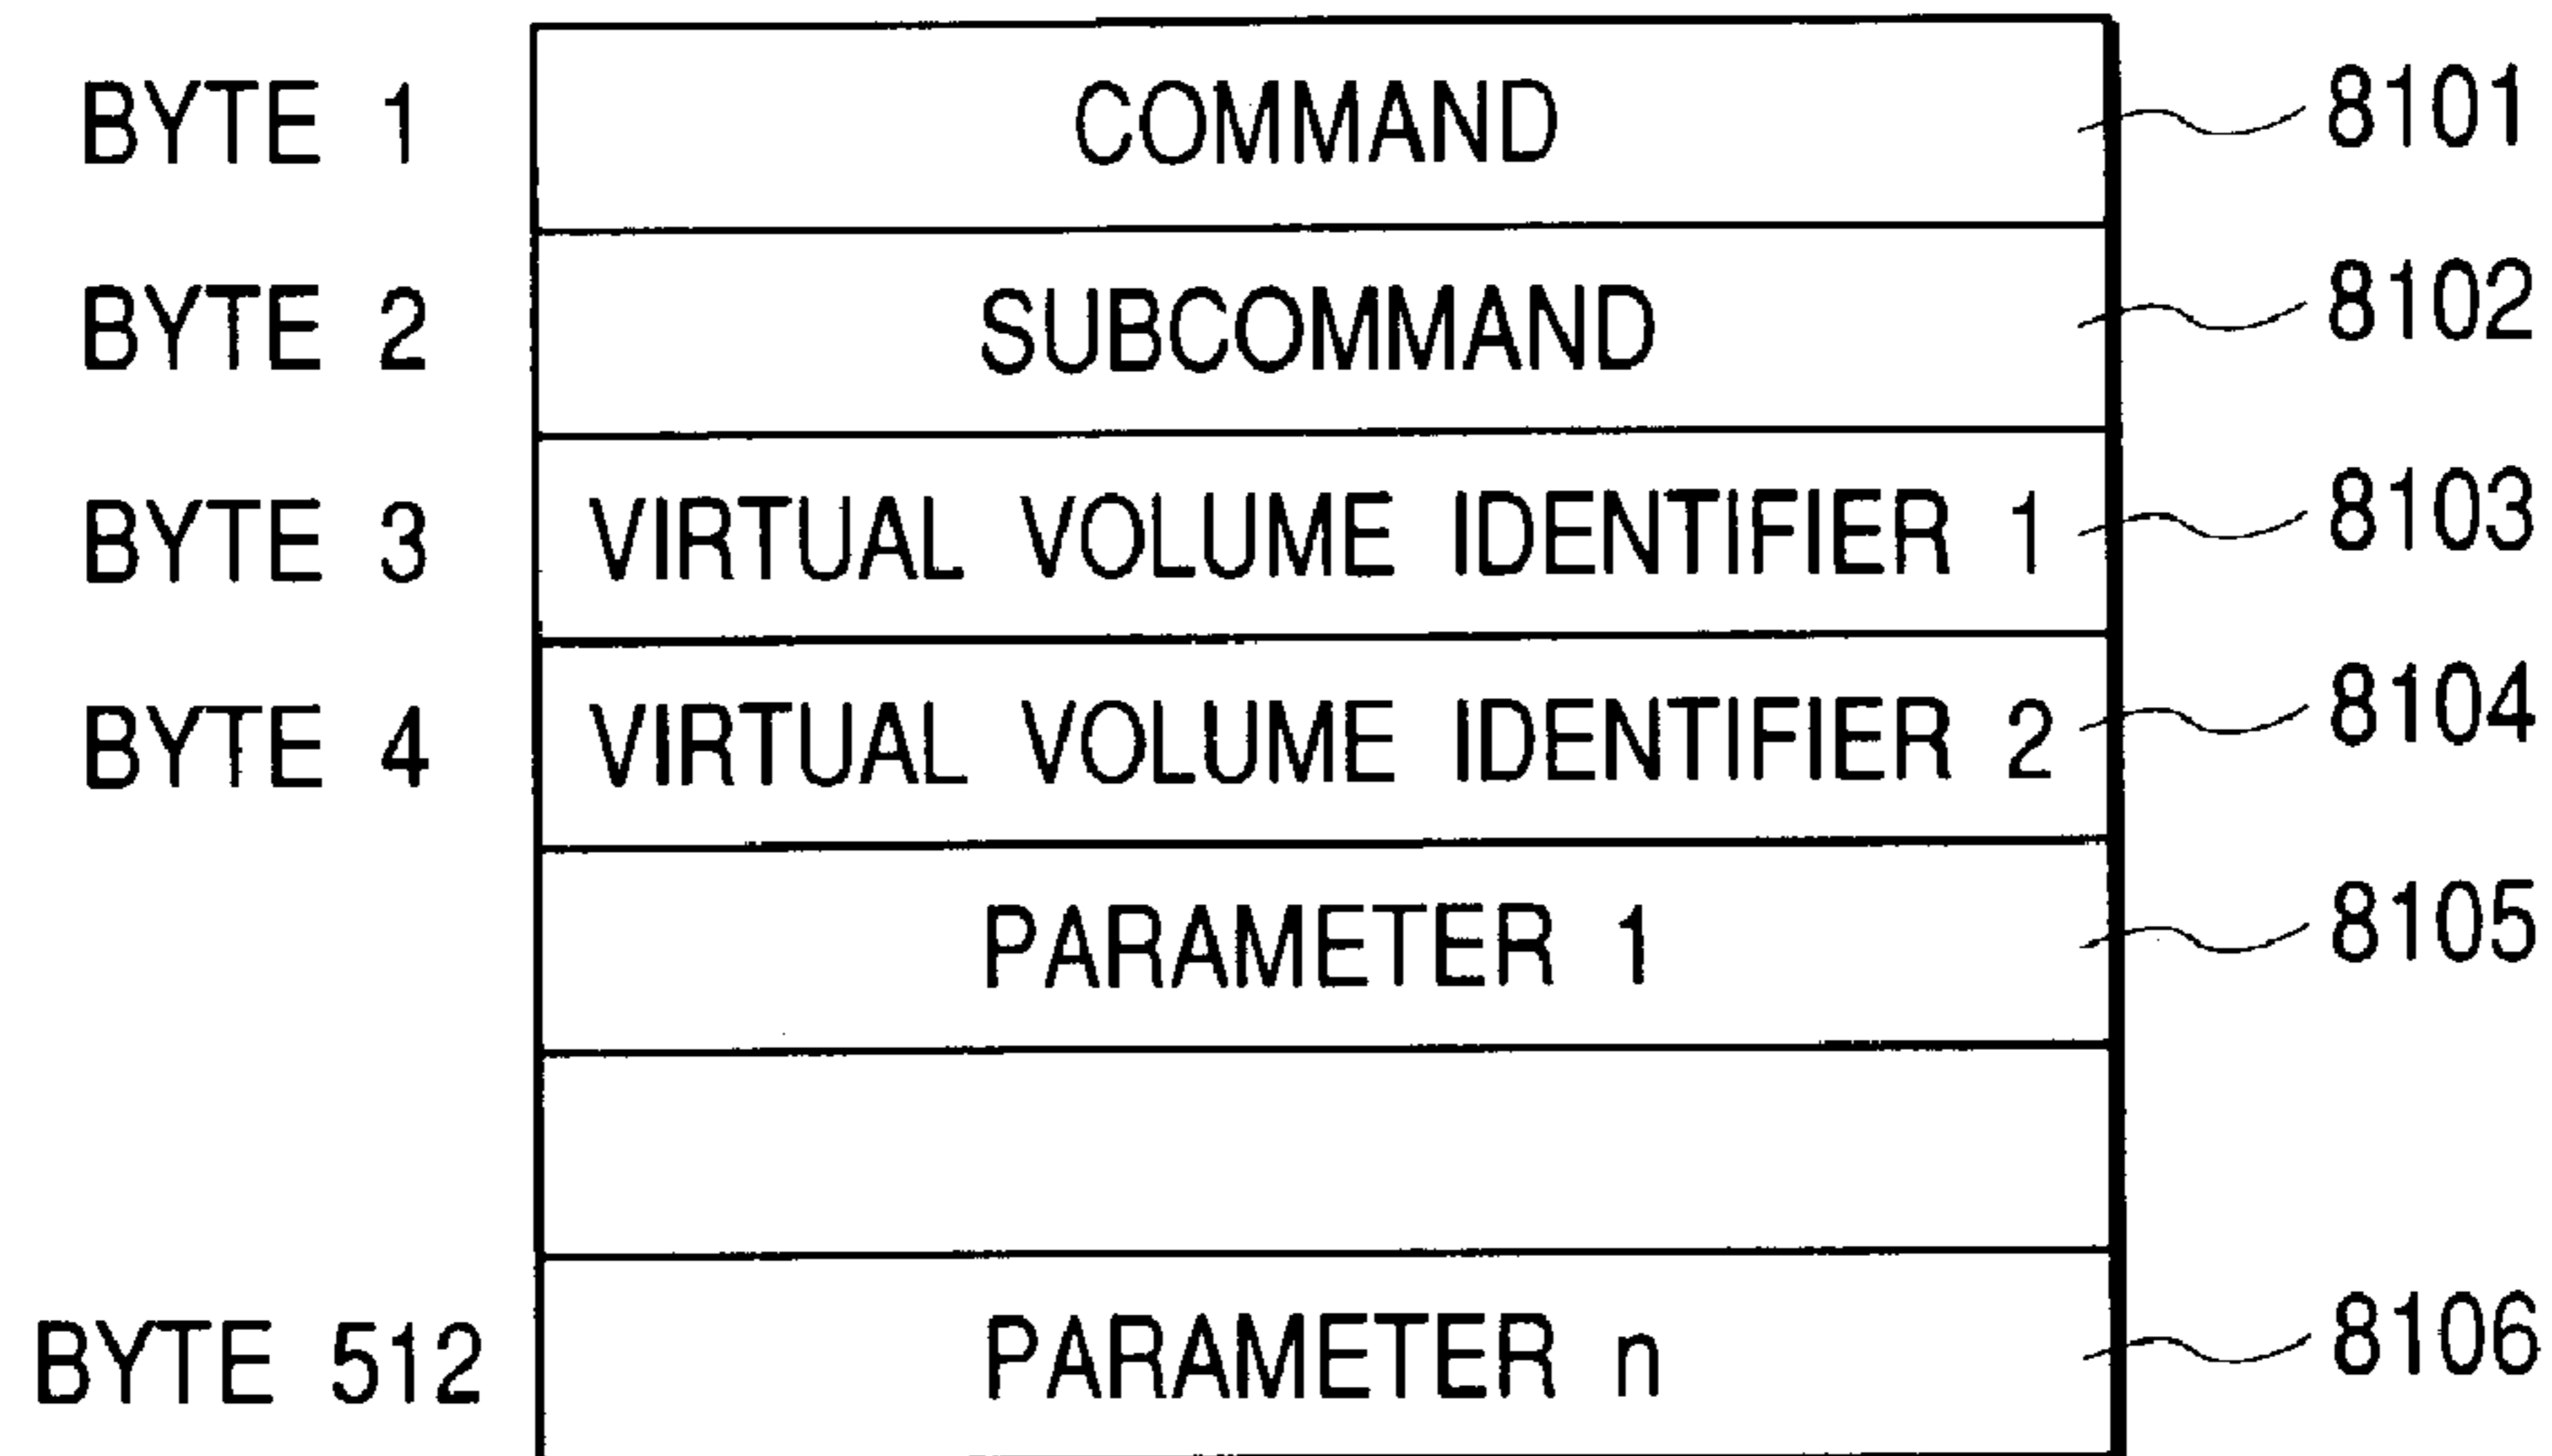 BYTE 1 COMMAND 8101
BYTE 2 SUBCOMMAND 8102
BYTE 3 VIRTUAL VOLUME IDENTIFIER 1 8103
BYTE 4 VIRTUAL VOLUME IDENTIFIER 2 8104
PARAMETER 1 8105
BYTE 512 PARAMETER n 8106